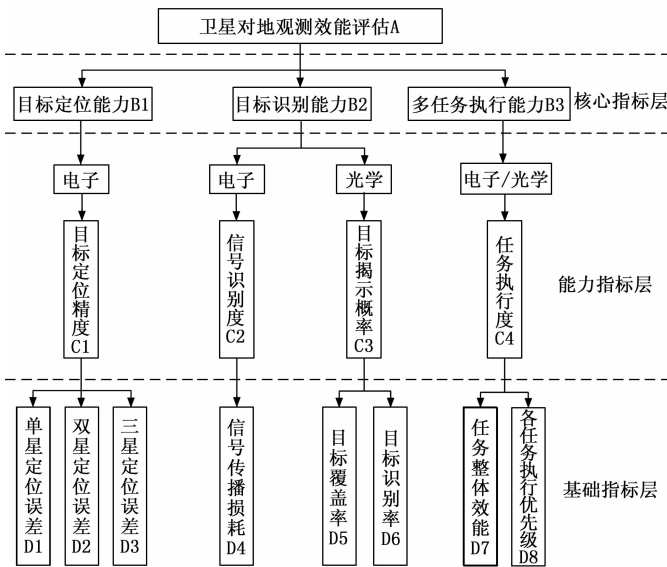 卫星对地观测效能评估A
目标定位能力B1
目标识别能力B2
多任务执行能力B3
核心指标层
电子
电子
光学
电子/光学
目标定位精度C1
信号识别度C2
目标揭示概率C3
任务执行度C4
能力指标层
单星定位误差D1
双星定位误差D2
三星定位误差D3
信号传播损耗D4
目标覆盖率D5
目标识别率D6
任务整体效能D7
各任务执行优先级D8
基础指标层